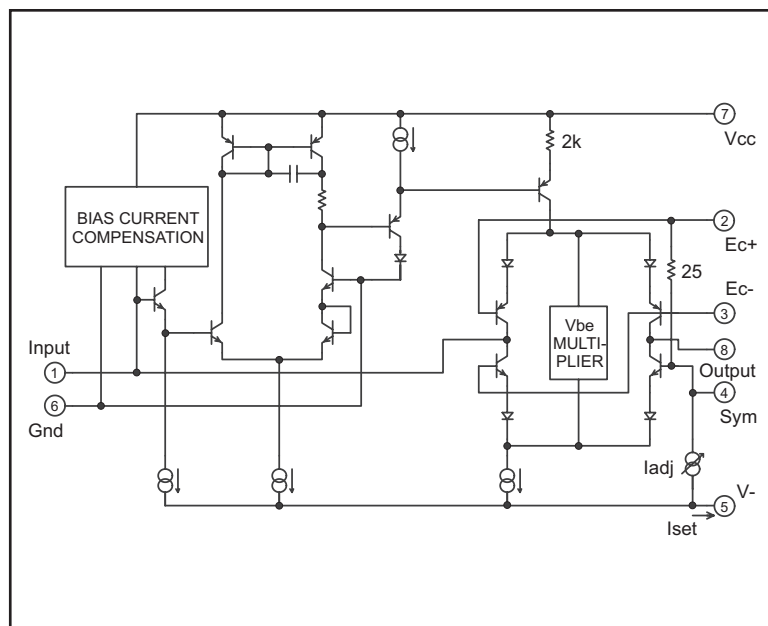 7
Vcc
2k
BIAS CURRENT
COMPENSATION
2
Ec+
25
Ec-
3
Vbe
MULTI-
PLIER
Input
1
8
Output
6
Gnd
4
Sym
Iadj
V-
5
Iset